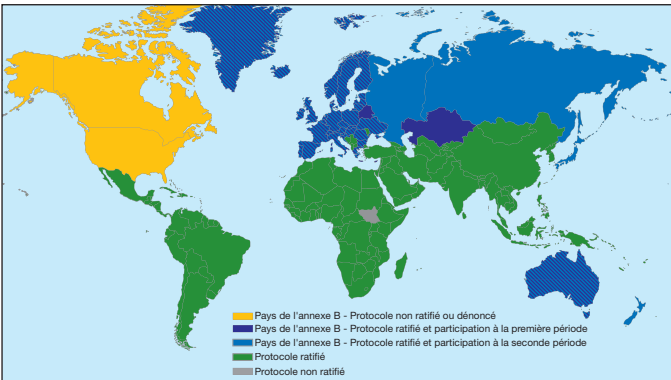 Pays de l'annexe B - Protocole non ratifié ou dénoncé
Pays de l'annexe B - Protocole ratifié et participation à la première période
Pays de l'annexe B - Protocole ratifié et participation à la seconde période
Protocole ratifié
Protocole non ratifié